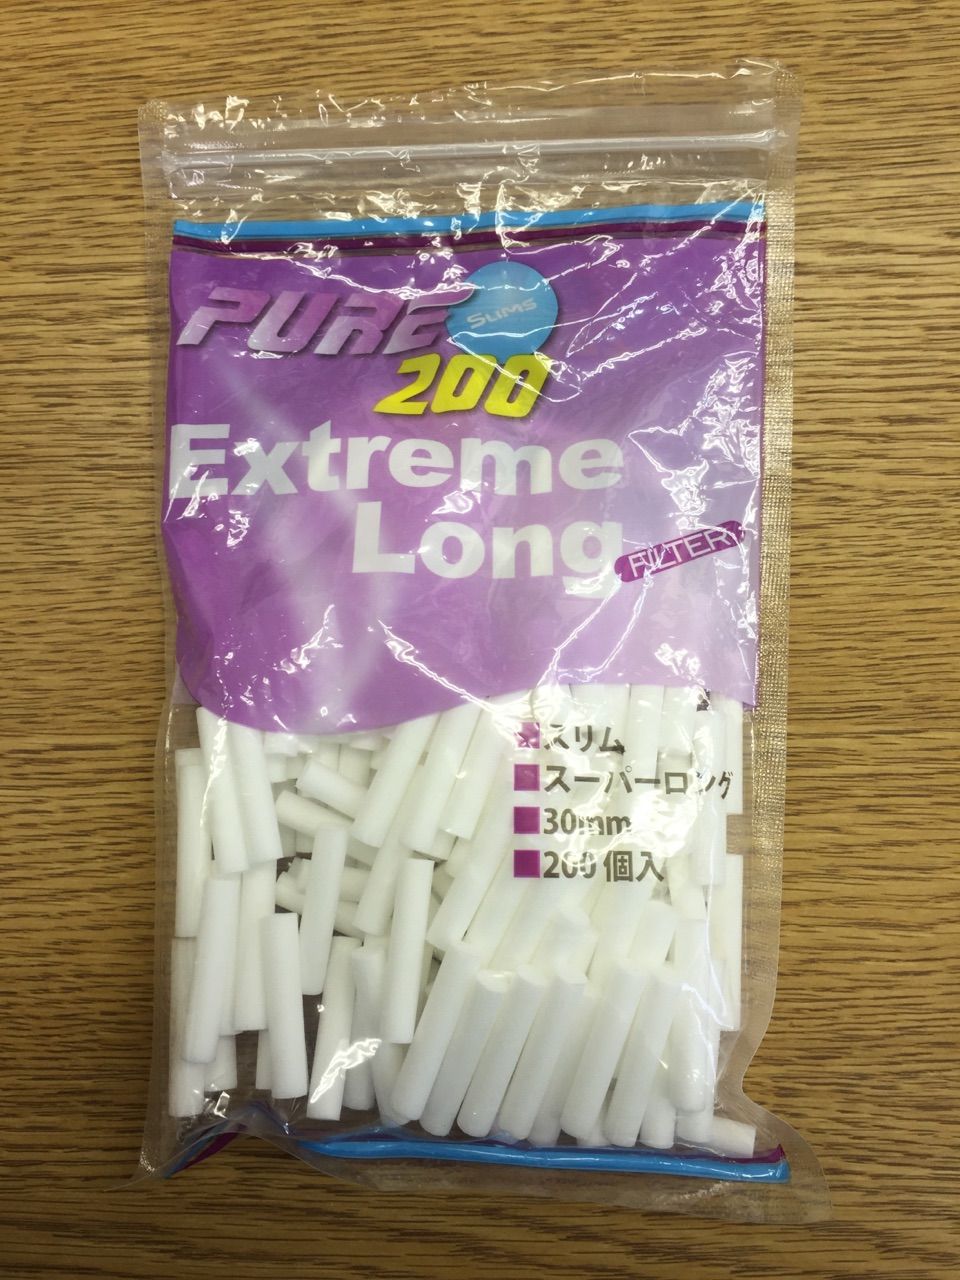 PURE SLIMS
200
Extreme
Long
FILTER
スリム
スーパーロング
30mm
200個入